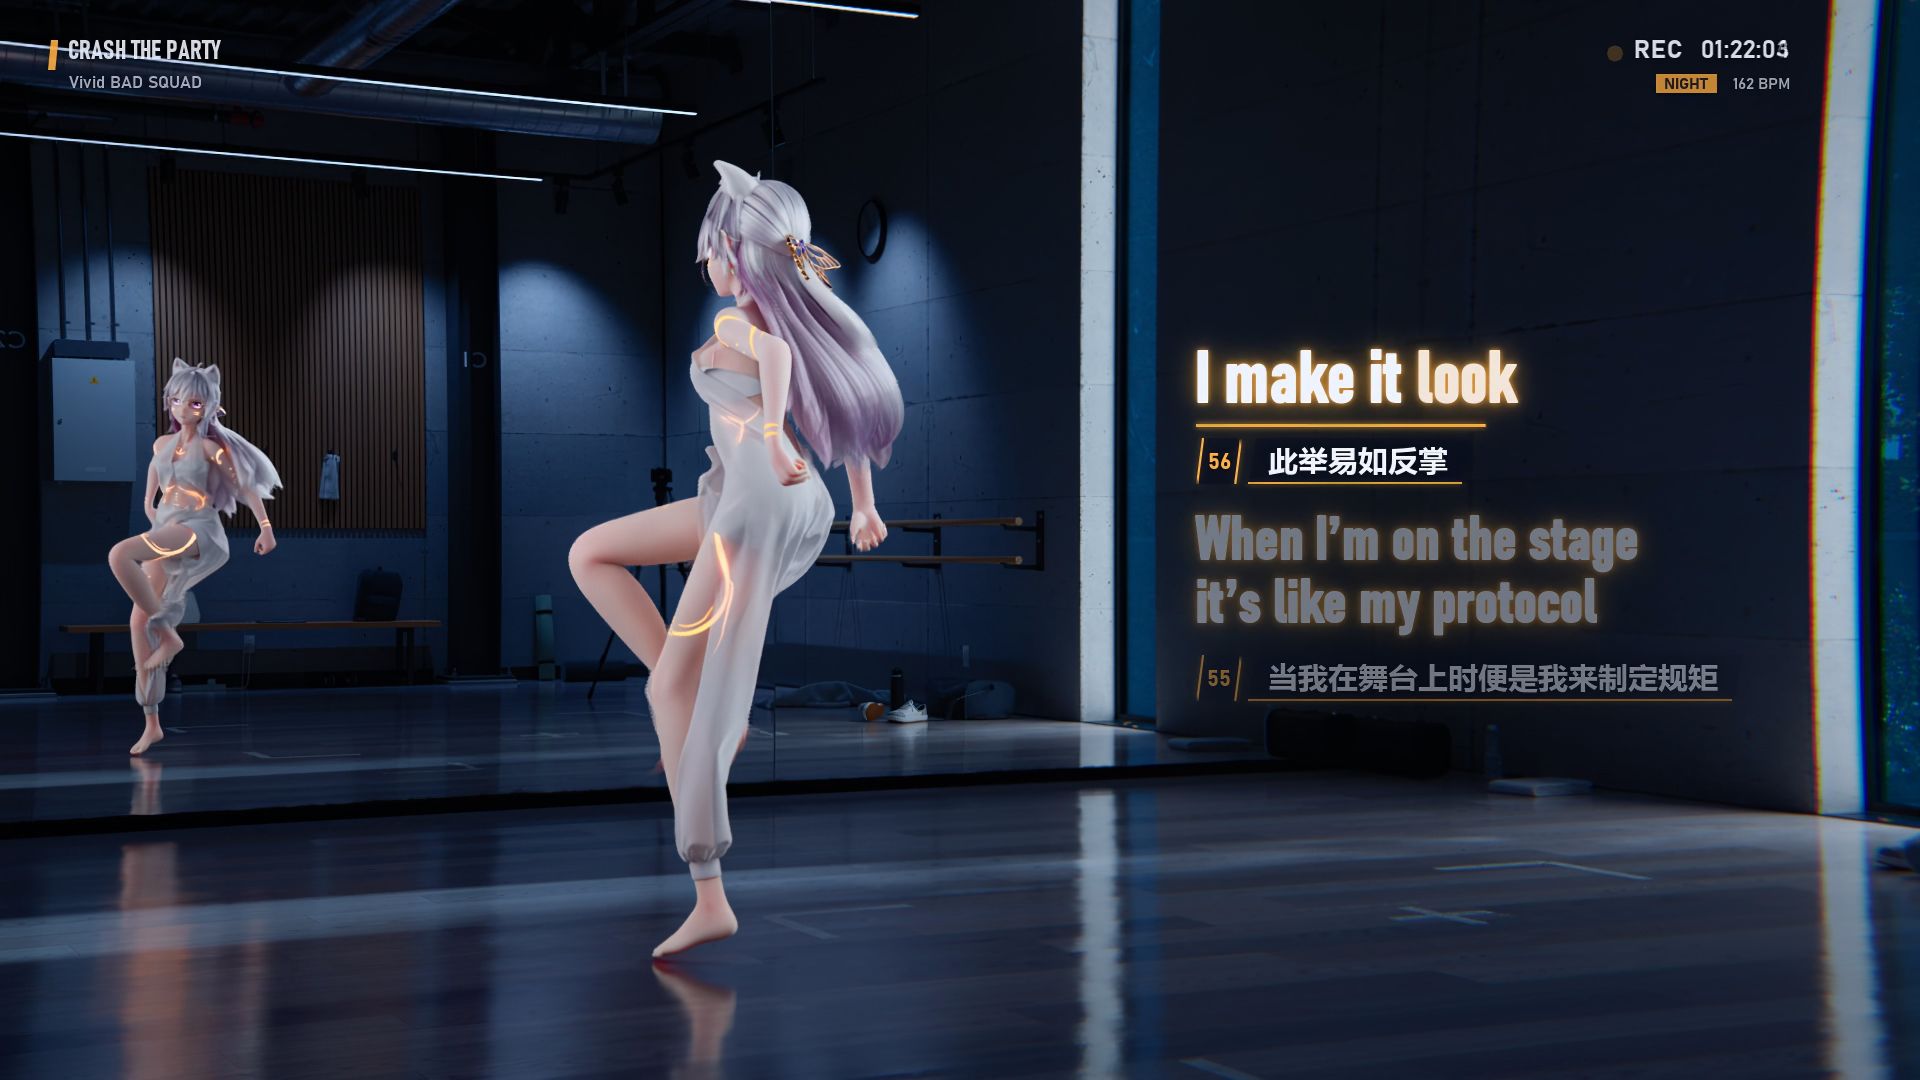 CRASH THE PARTY
Vivid BAD SQUAD
REC 01:22:03
NIGHT 162 BPM
I make it look
56 此举易如反掌
When I’m on the stage
it’s like my protocol
55 当我在舞台上时便是我来制定规矩
C1